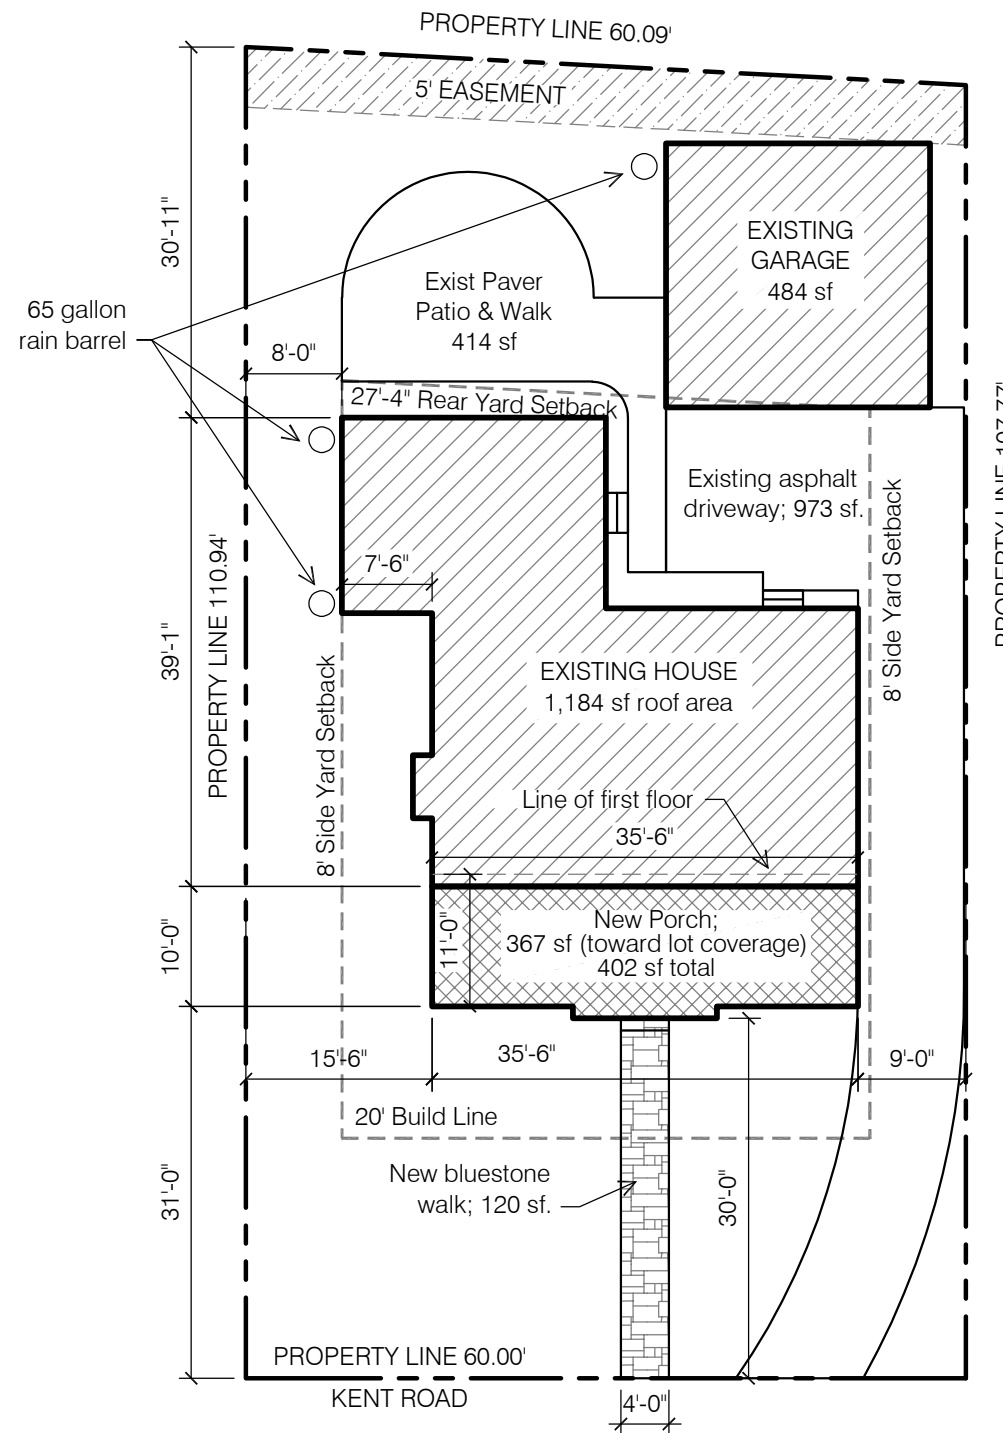 PROPERTY LINE 60.09'
5' EASEMENT
30'-11"
EXISTING
GARAGE
484 sf
Exist Paver
Patio & Walk
414 sf
65 gallon
rain barrel
8'-0"
27'-4" Rear Yard Setback
PROPERTY LINE 107.77'
Existing asphalt
driveway; 973 sf.
8' Side Yard Setback
7'-6"
PROPERTY LINE 110.94'
39'-1"
EXISTING HOUSE
1,184 sf roof area
8' Side Yard Setback
Line of first floor
35'-6"
10'-0"
11'-0"
New Porch;
367 sf (toward lot coverage)
402 sf total
15'-6"
35'-6"
9'-0"
20' Build Line
New bluestone
walk; 120 sf.
31'-0"
30'-0"
PROPERTY LINE 60.00'
KENT ROAD
4'-0"